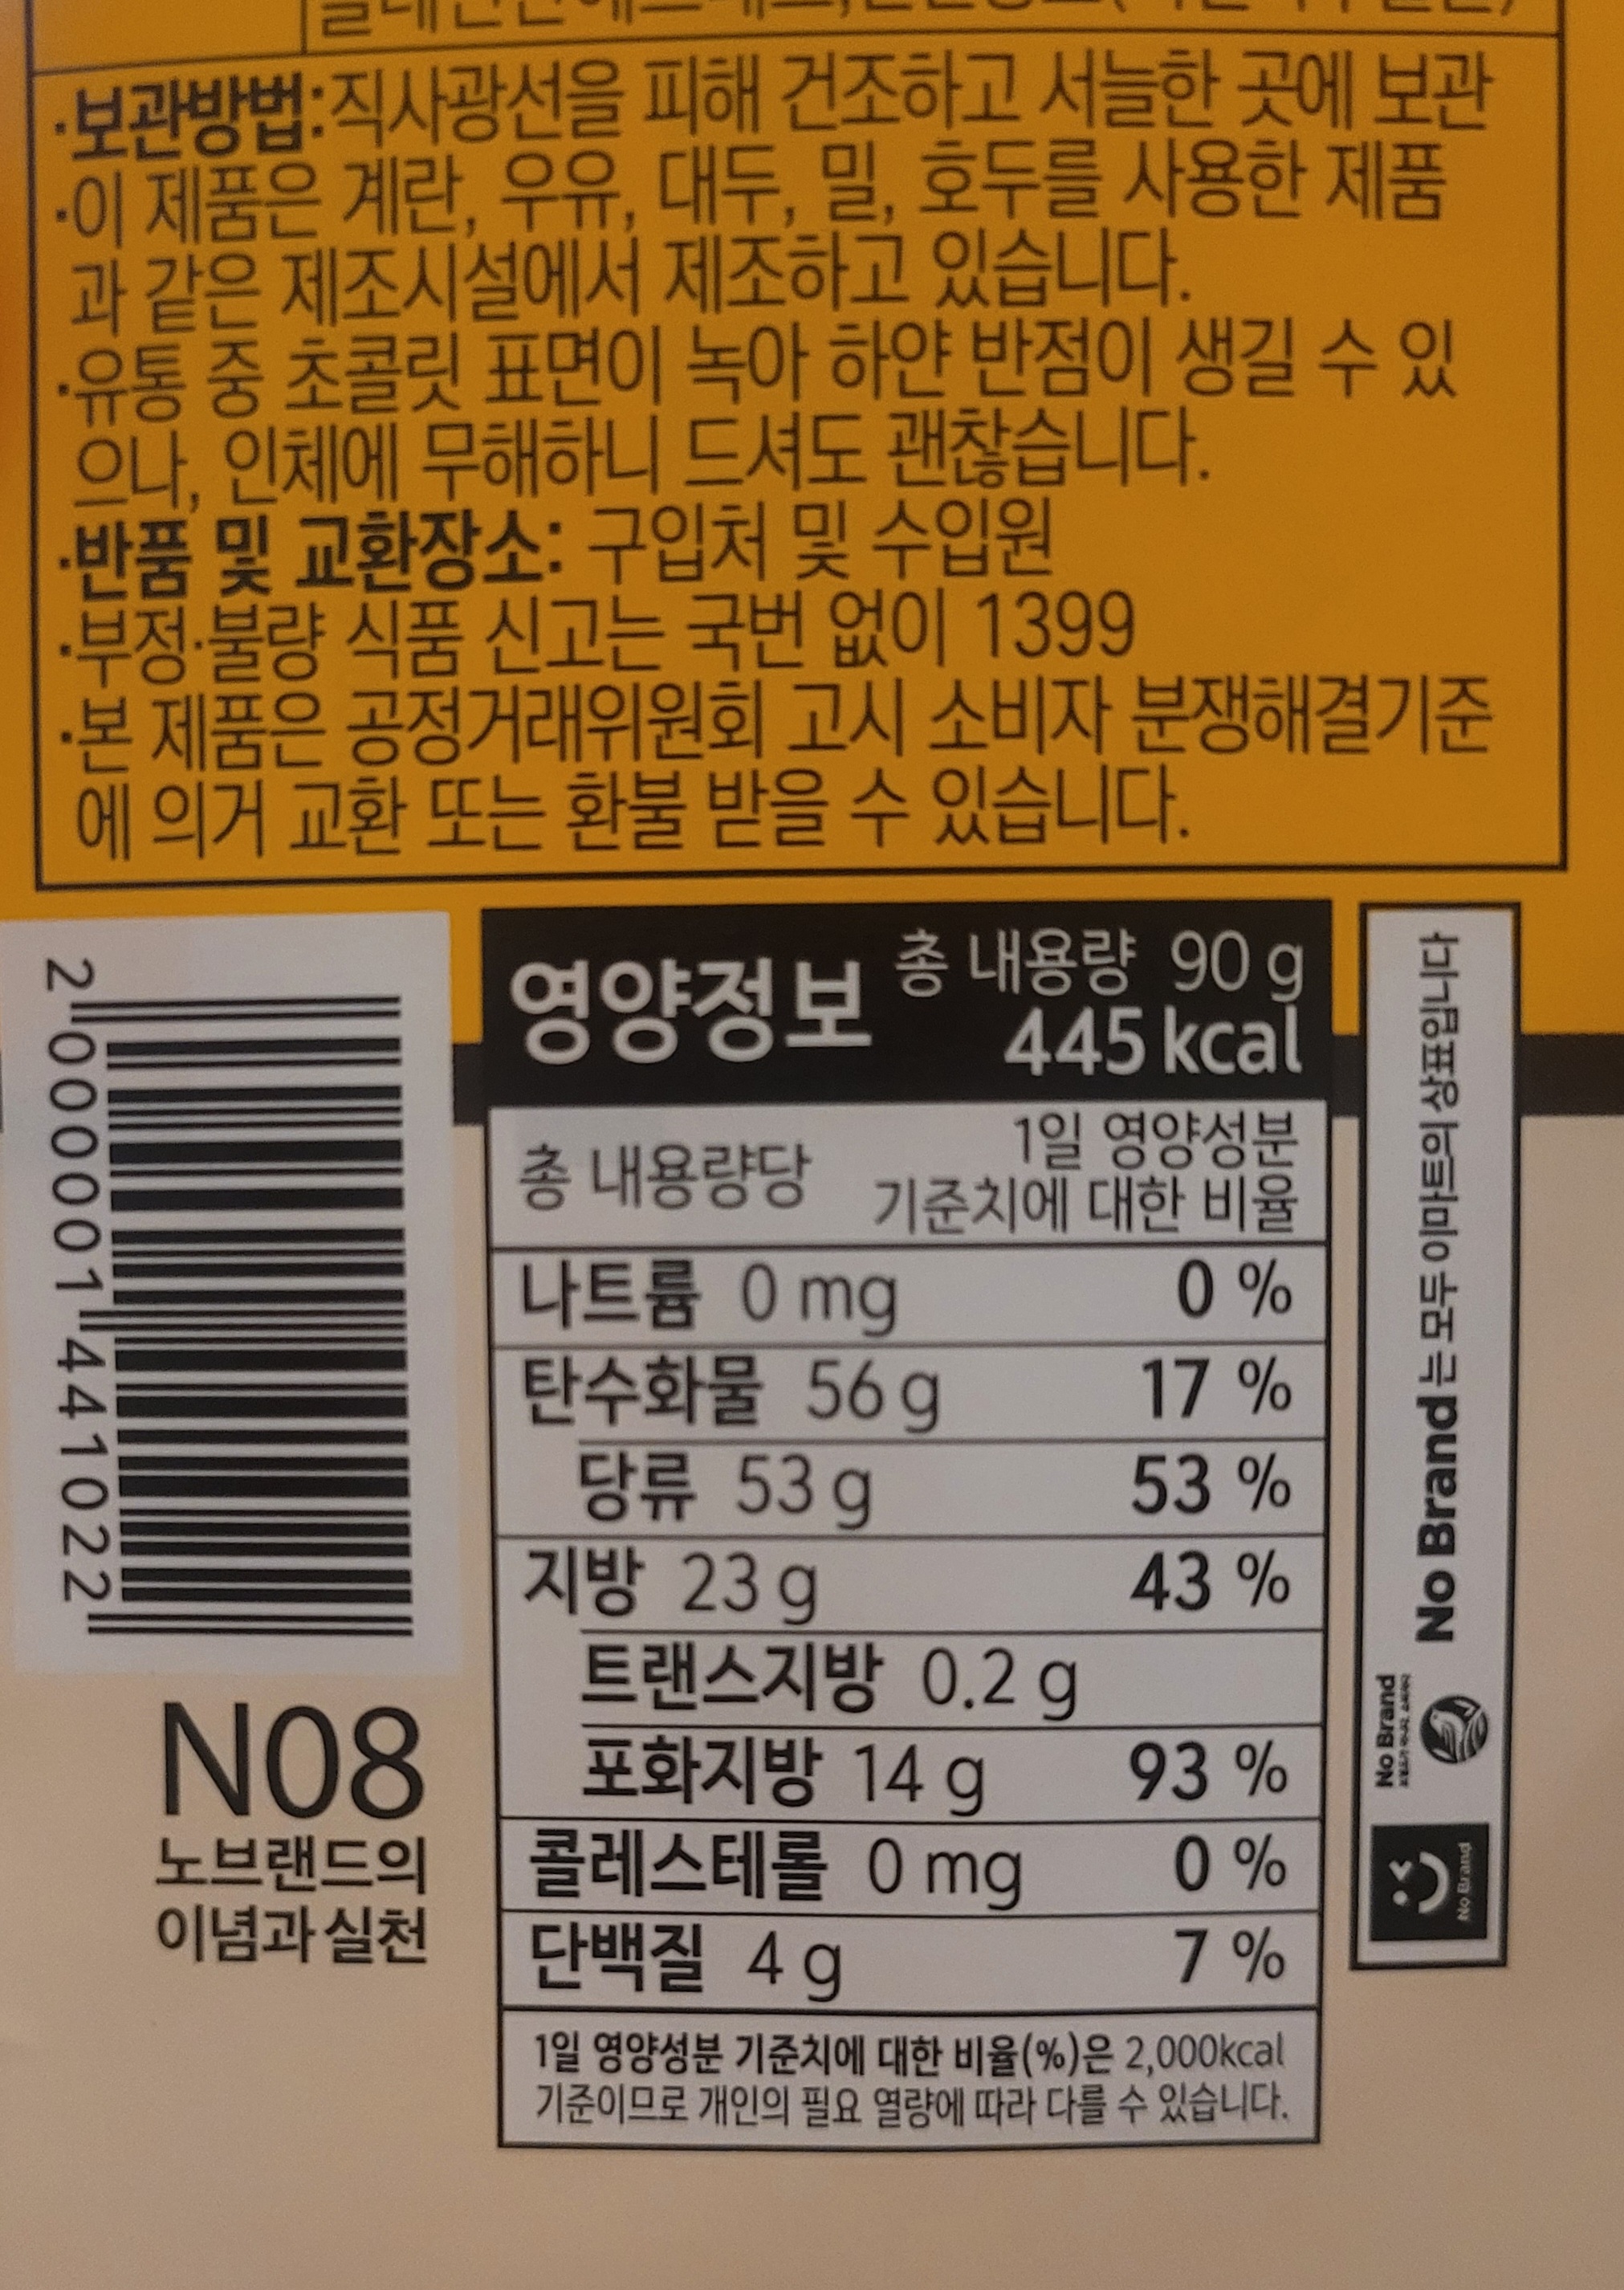 ·보관방법:직사광선을 피해 건조하고 서늘한 곳에 보관
·이 제품은 계란, 우유, 대두, 밀, 호두를 사용한 제품
과 같은 제조시설에서 제조하고 있습니다.
·유통 중 초콜릿 표면이 녹아 하얀 반점이 생길 수 있
으나, 인체에 무해하니 드셔도 괜찮습니다.
·반품 및 교환장소: 구입처 및 수입원
·부정·불량 식품 신고는 국번 없이 1399
·본 제품은 공정거래위원회 고시 소비자 분쟁해결기준
에 의거 교환 또는 환불 받을 수 있습니다.
2 000001 441022
N08
노브랜드의
이념과 실천
영양정보
총 내용량 90 g
445 kcal
총 내용량당
1일 영양성분
기준치에 대한 비율
나트륨 0 mg 0 %
탄수화물 56 g 17 %
당류 53 g 53 %
지방 23 g 43 %
트랜스지방 0.2 g
포화지방 14 g 93 %
콜레스테롤 0 mg 0 %
단백질 4 g 7 %
1일 영양성분 기준치에 대한 비율(%)은 2,000kcal
기준이므로 개인의 필요 열량에 따라 다를 수 있습니다.
No Brand
No Brand
No Brand는 모두 이마트의 상표입니다